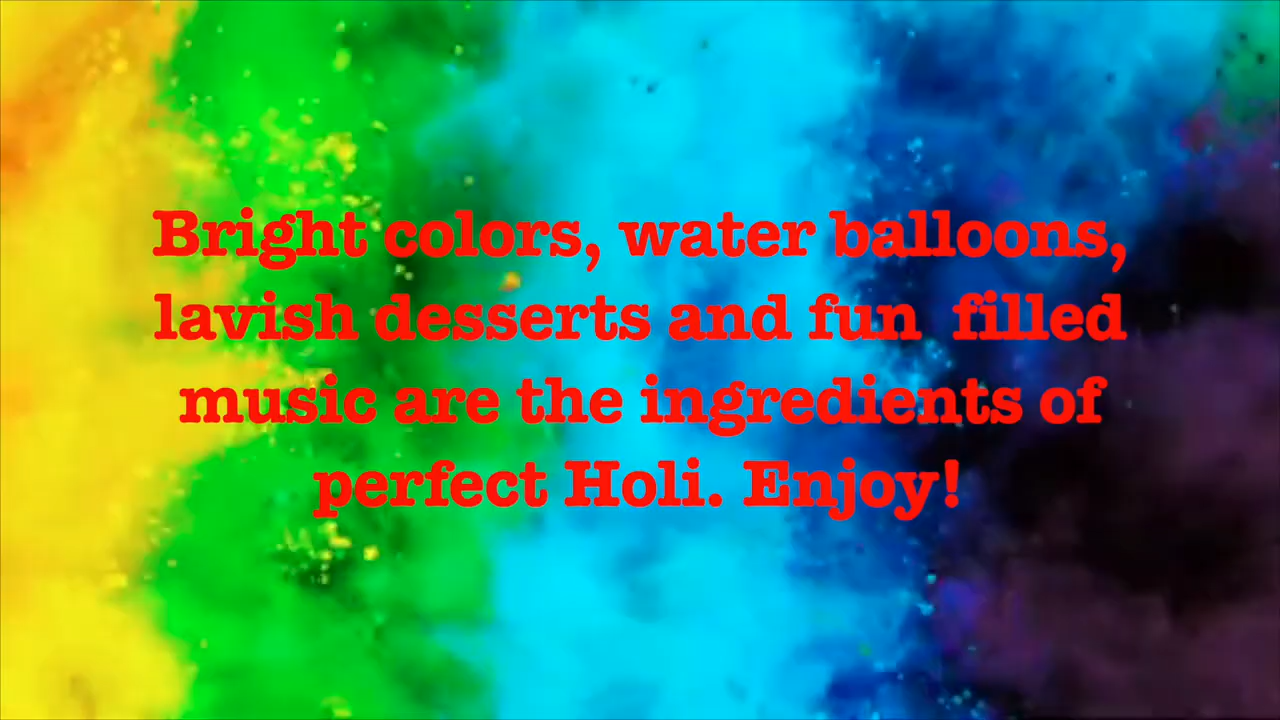 Bright colors, water balloons,
lavish desserts and fun  filled
music are the ingredients of
perfect Holi. Enjoy!